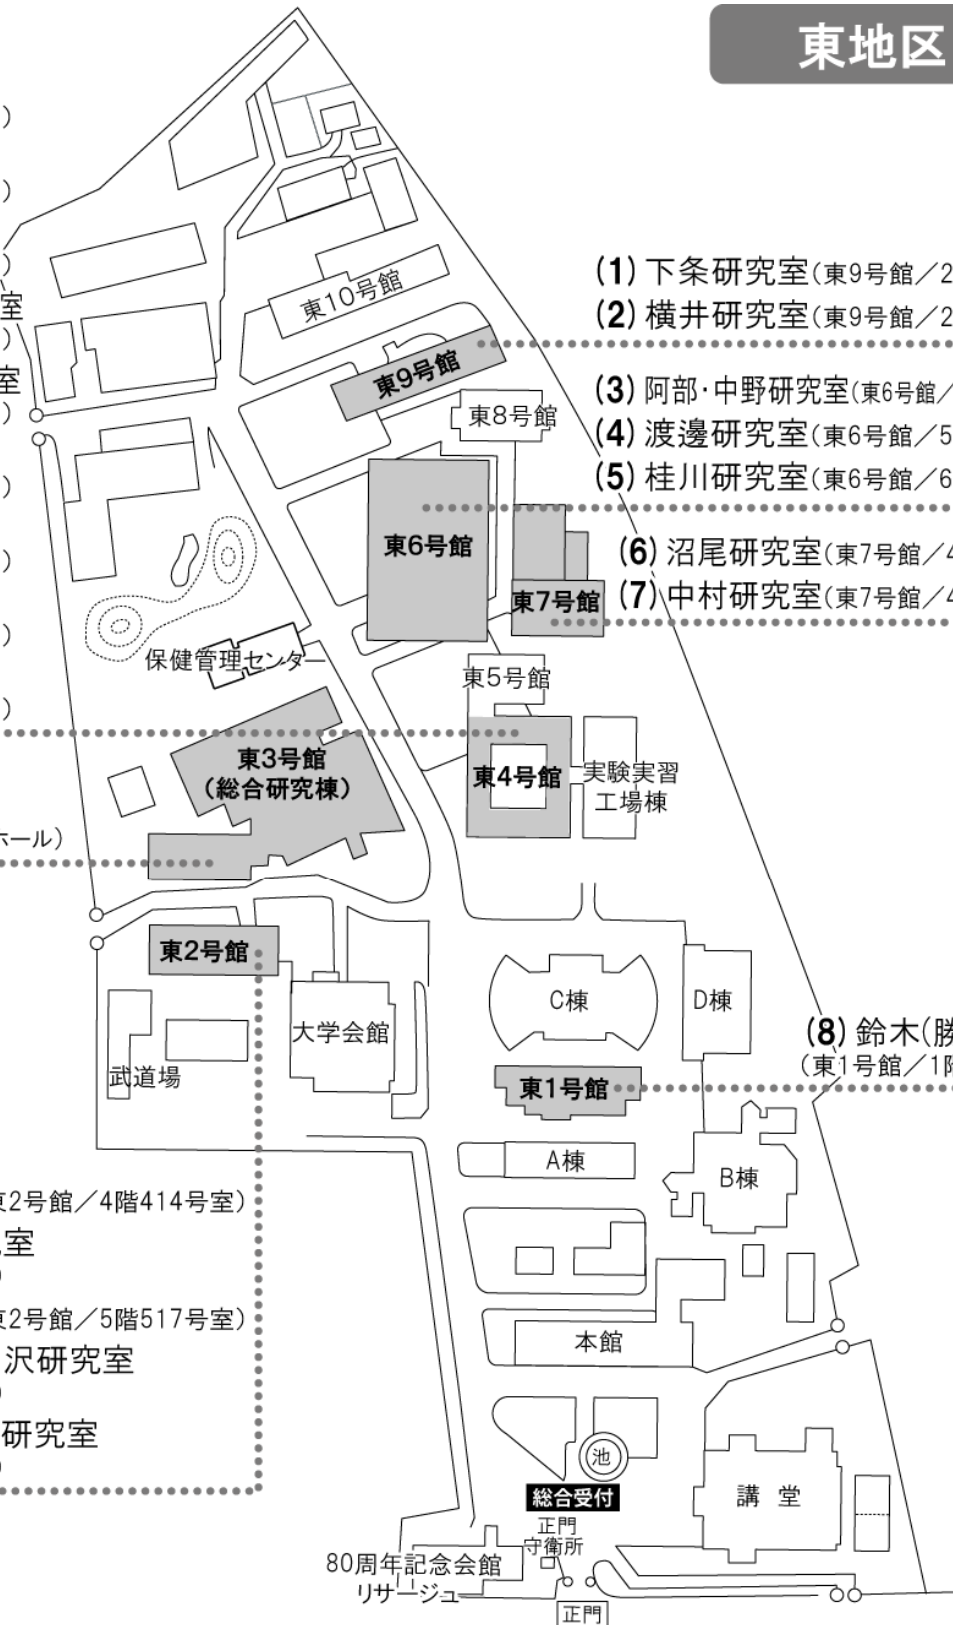 東地区
)
)
)
室
)
室
)
)
)
)
)
ホール)
(1) 下条研究室(東9号館/2
(2) 横井研究室(東9号館/2
(3) 阿部・中野研究室(東6号館/
(4) 渡邊研究室(東6号館/5
(5) 桂川研究室(東6号館/6
(6) 沼尾研究室(東7号館/4
(7) 中村研究室(東7号館/4
(8) 鈴木(勝
(東1号館/1階
東10号館
東9号館
東8号館
東6号館
東7号館
保健管理センター
東5号館
東3号館
(総合研究棟)
東4号館
実験実習
工場棟
東2号館
大学会館
武道場
C棟
D棟
東1号館
A棟
B棟
本館
東2号館/4階414号室)
室
)
東2号館/5階517号室)
沢研究室
)
研究室
)
池
総合受付
正門
守衛所
講堂
80周年記念会館
リサージュ
正門